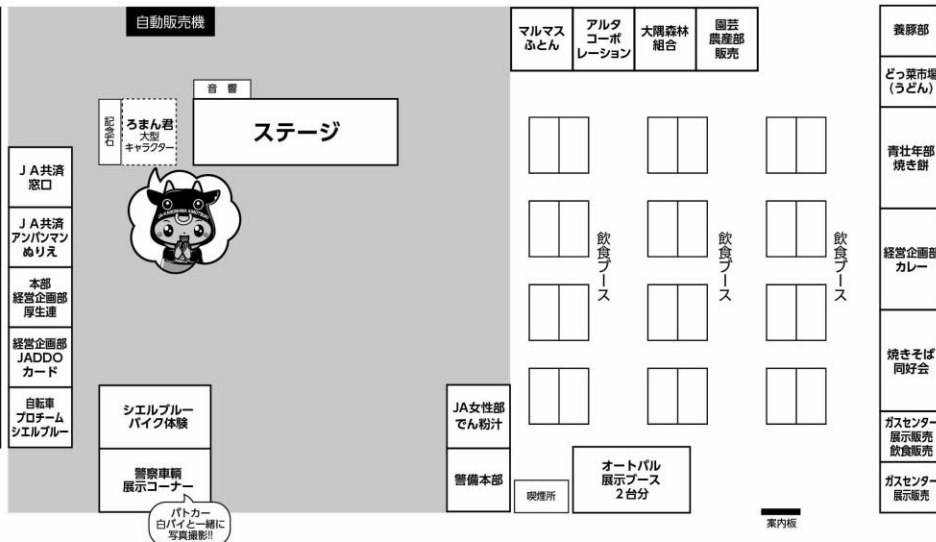 自動販売機
音響
ステージ
記念石
ろまん君
大型
キャラクター
JA共済
窓口
JA共済
アンパンマン
ぬりえ
本部
経営企画部
厚生連
経営企画部
JADDO
カード
自転車
プロチーム
シエルブルー
シエルブルー
バイク体験
警察車輌
展示コーナー
パトカー
白バイと一緒に
写真撮影!!
マルマス
ふとん
アルタ
コーポ
レーション
大隅森林
組合
園芸
農産部
販売
飲食ブース
飲食ブース
飲食ブース
JA女性部
でん粉汁
警備本部
喫煙所
オートパル
展示ブース
2台分
案内板
養豚部
どっ菜市場
(うどん)
青壮年部
焼き餅
経営企画部
カレー
焼きそば
同好会
ガスセンター
展示販売
飲食販売
ガスセンター
展示販売